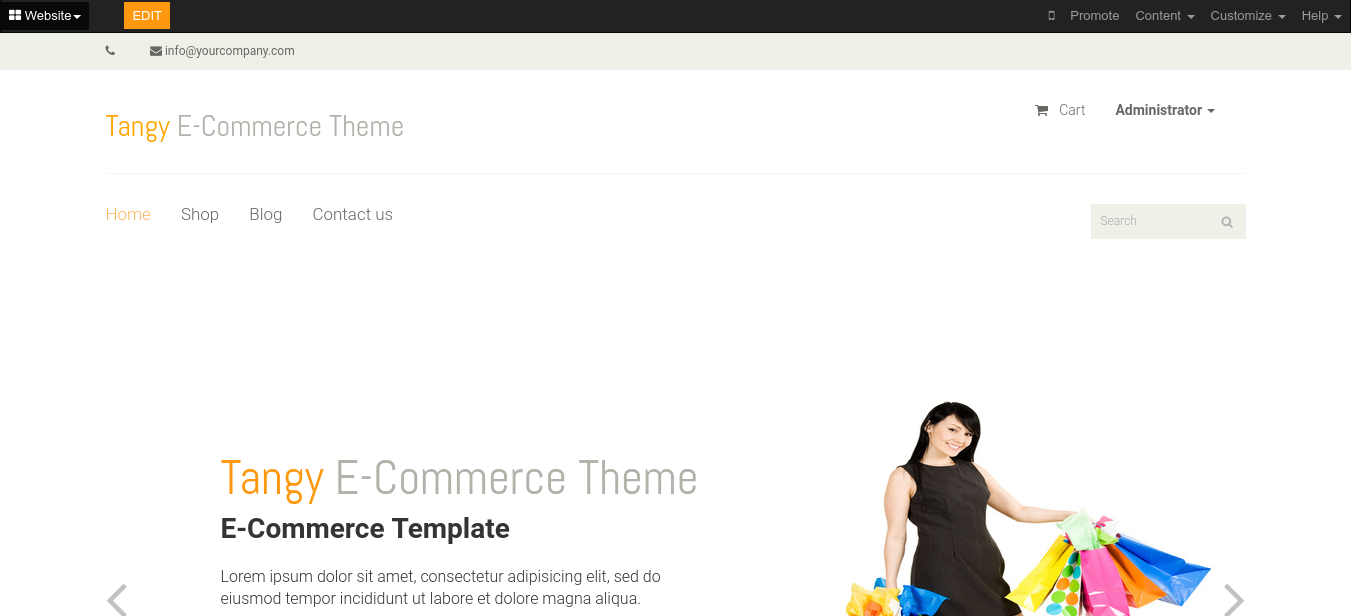 Website EDIT Promote Content Customize Help
info@yourcompany.com
Cart Administrator
Tangy E-Commerce Theme
Home Shop Blog Contact us
Search
Tangy E-Commerce Theme
E-Commerce Template
Lorem ipsum dolor sit amet, consectetur adipisicing elit, sed do
eiusmod tempor incididunt ut labore et dolore magna aliqua.